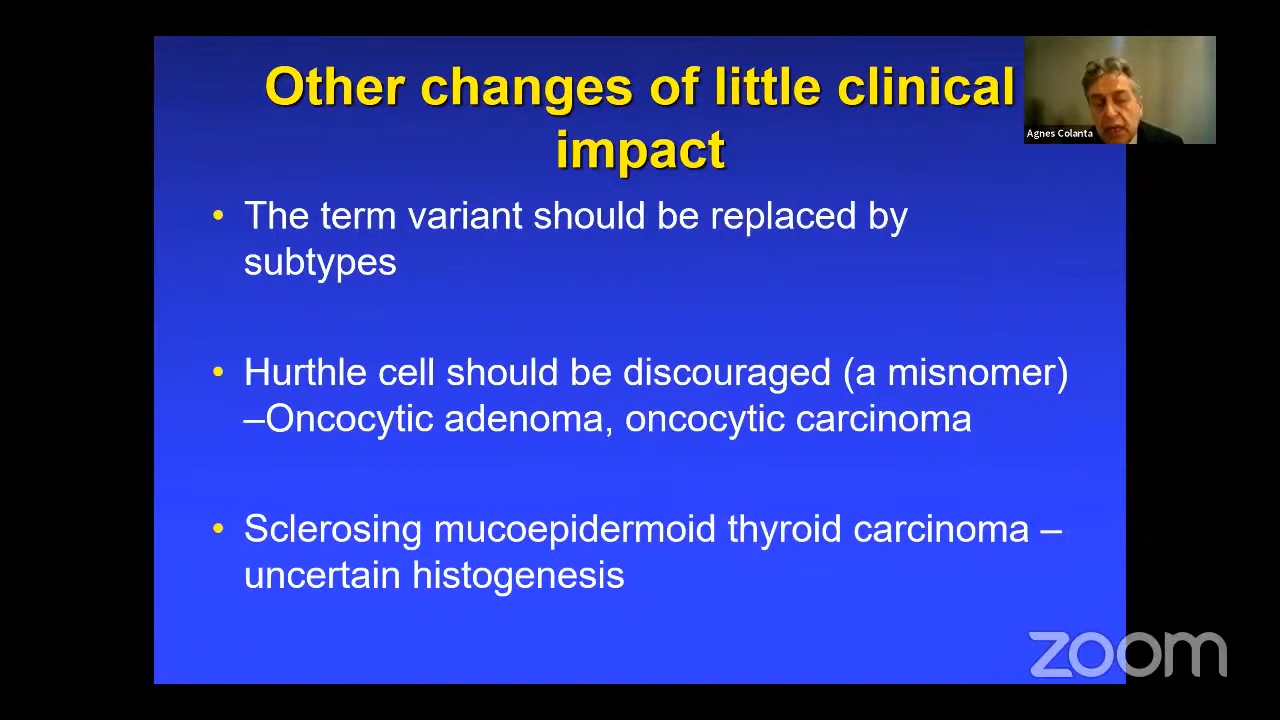 Other changes of little clinical
impact
Agnes Colanta
• The term variant should be replaced by
subtypes
• Hurthle cell should be discouraged (a misnomer)
–Oncocytic adenoma, oncocytic carcinoma
• Sclerosing mucoepidermoid thyroid carcinoma –
uncertain histogenesis
zoom